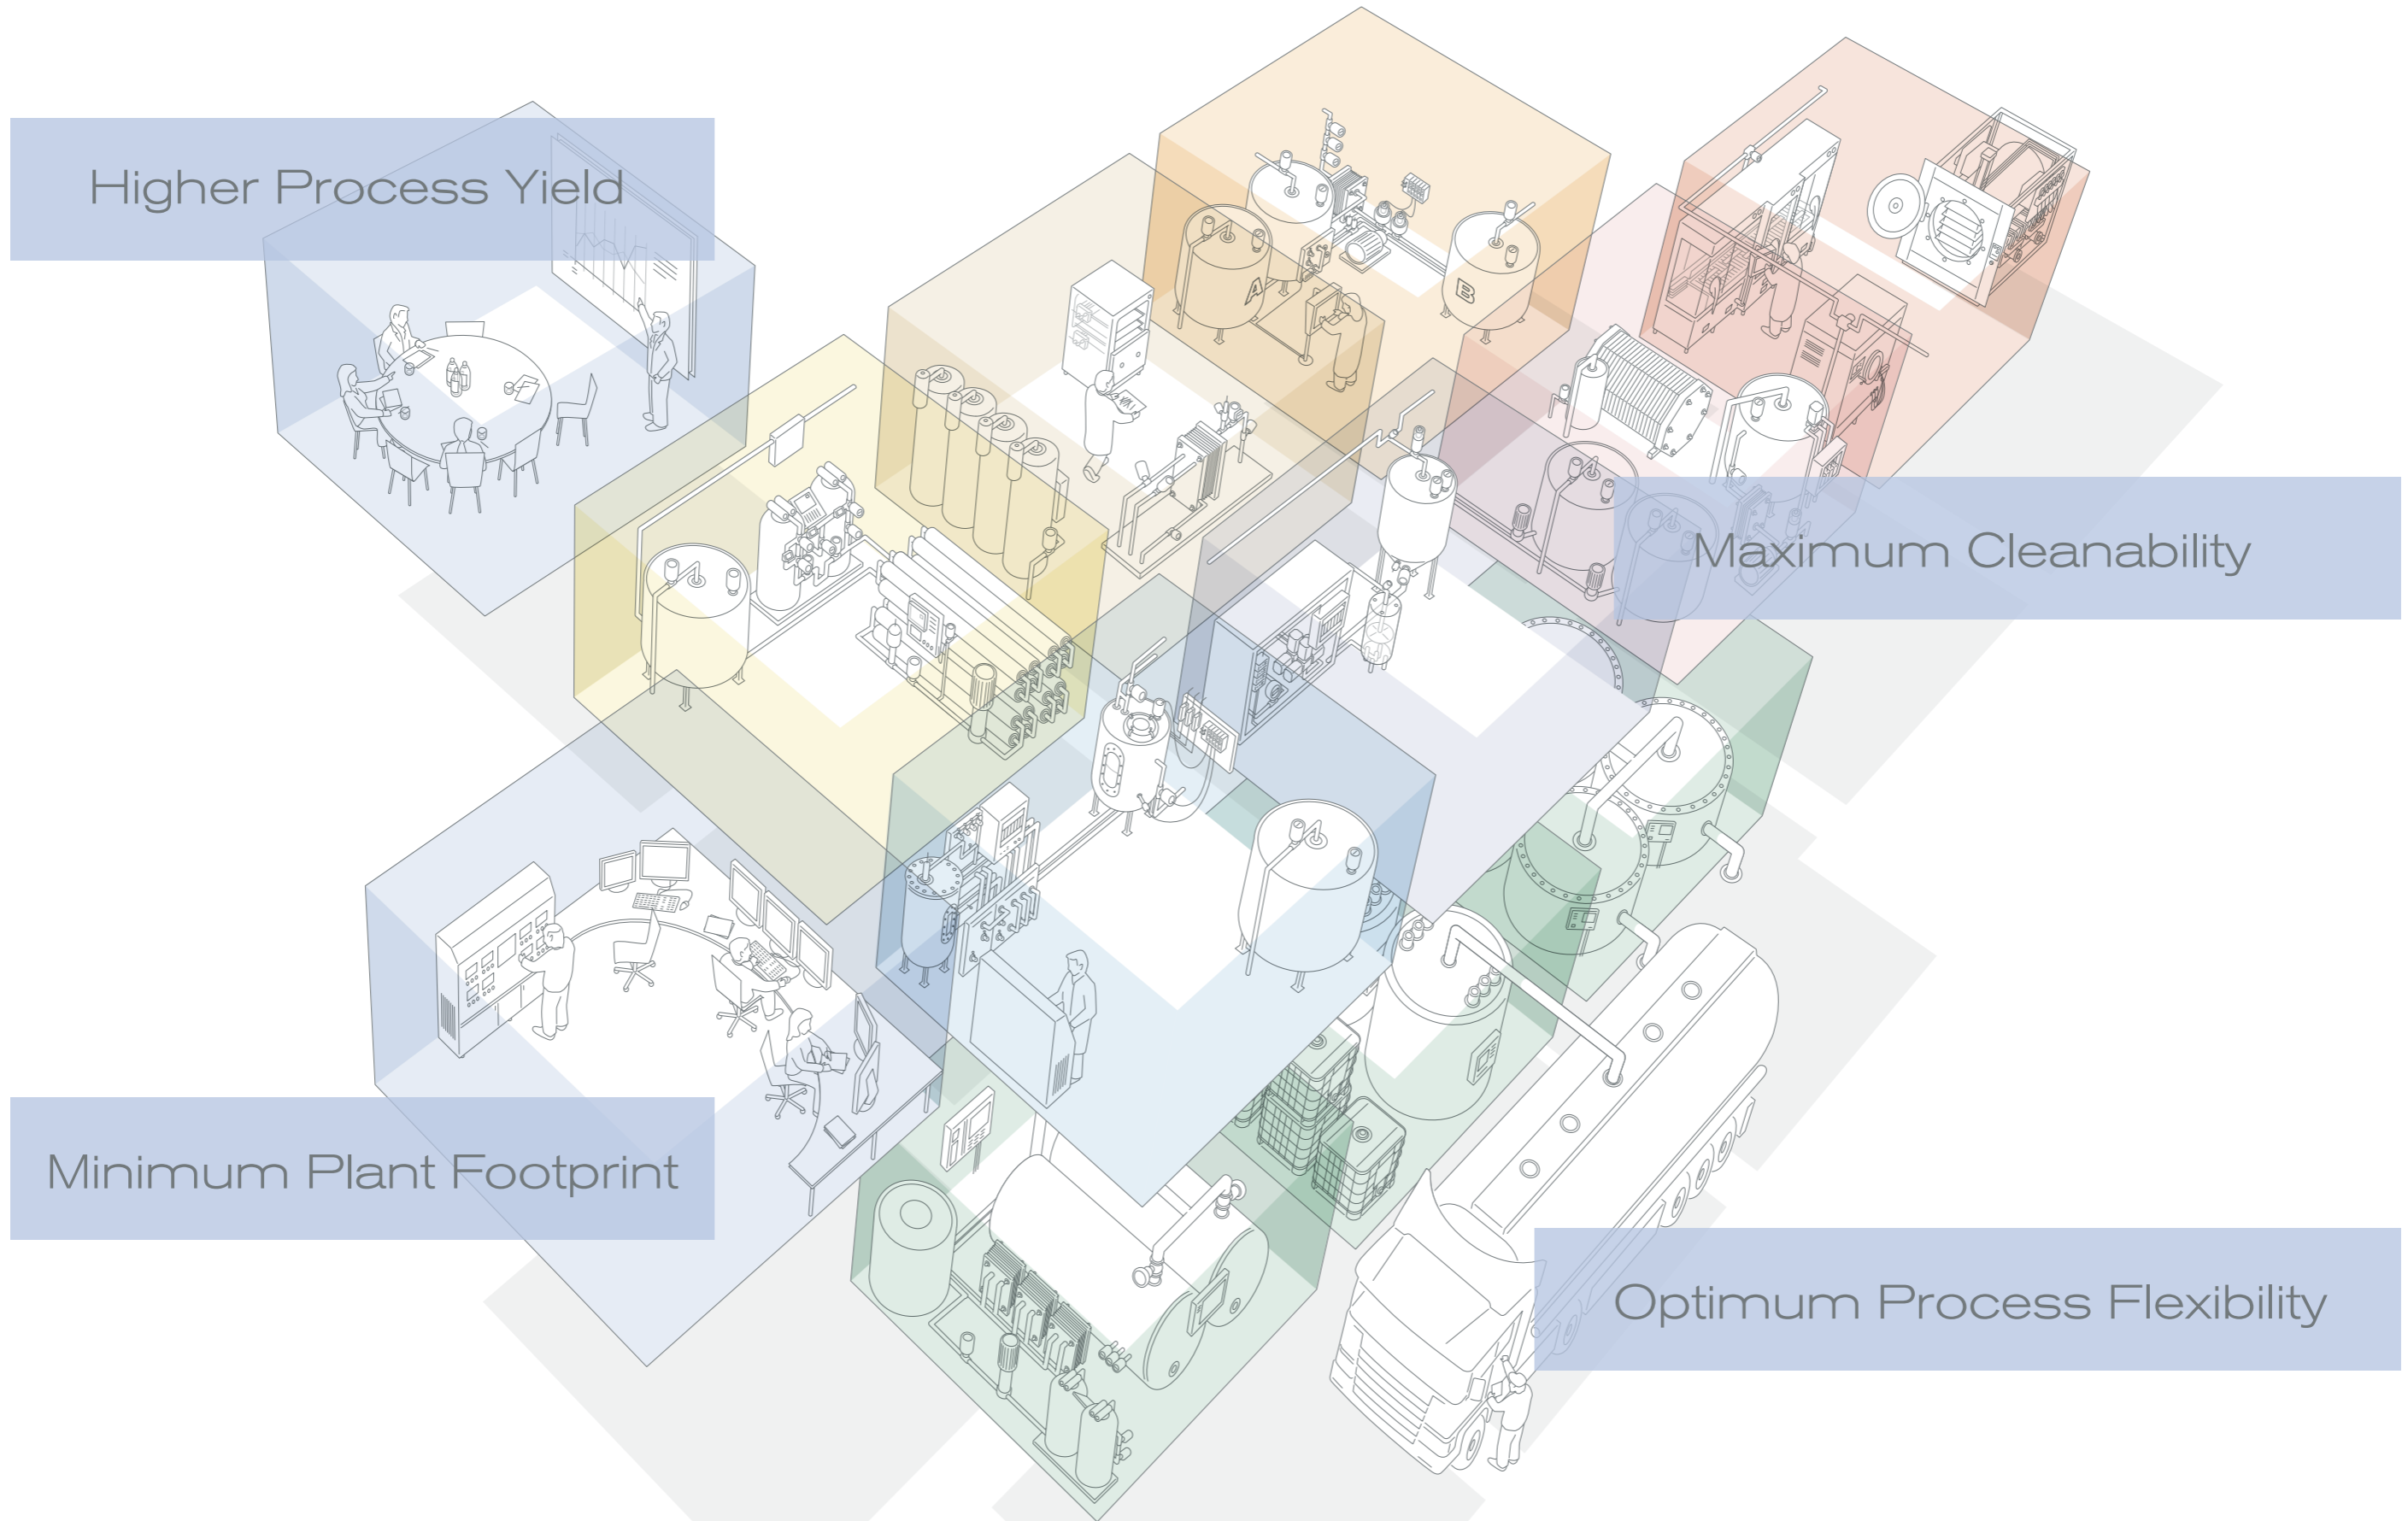 Higher Process Yield
A
B
Maximum Cleanability
Minimum Plant Footprint
Optimum Process Flexibility